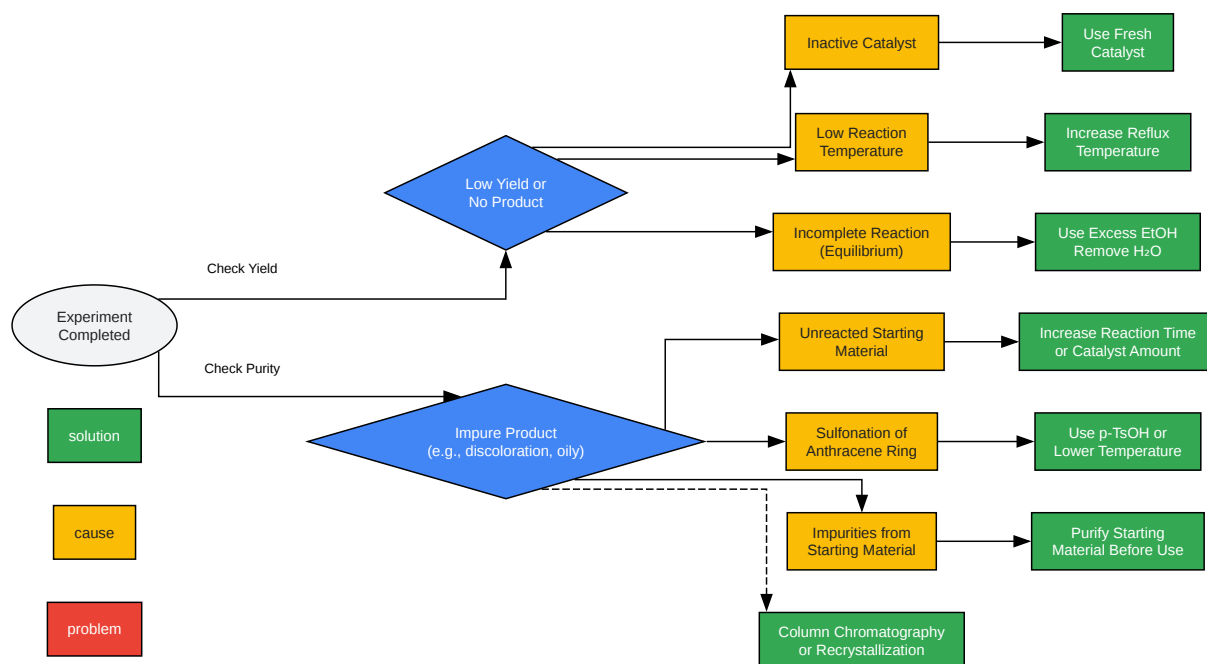 Inactive Catalyst
Use Fresh
Catalyst
Low Reaction
Temperature
Increase Reflux
Temperature
Low Yield or
No Product
Incomplete Reaction
(Equilibrium)
Use Excess EtOH
Remove H₂O
Check Yield
Experiment
Completed
Unreacted Starting
Material
Increase Reaction Time
or Catalyst Amount
Check Purity
Impure Product
(e.g., discoloration, oily)
Sulfonation of
Anthracene Ring
Use p-TsOH or
Lower Temperature
solution
cause
Impurities from
Starting Material
Purify Starting
Material Before Use
problem
Column Chromatography
or Recrystallization